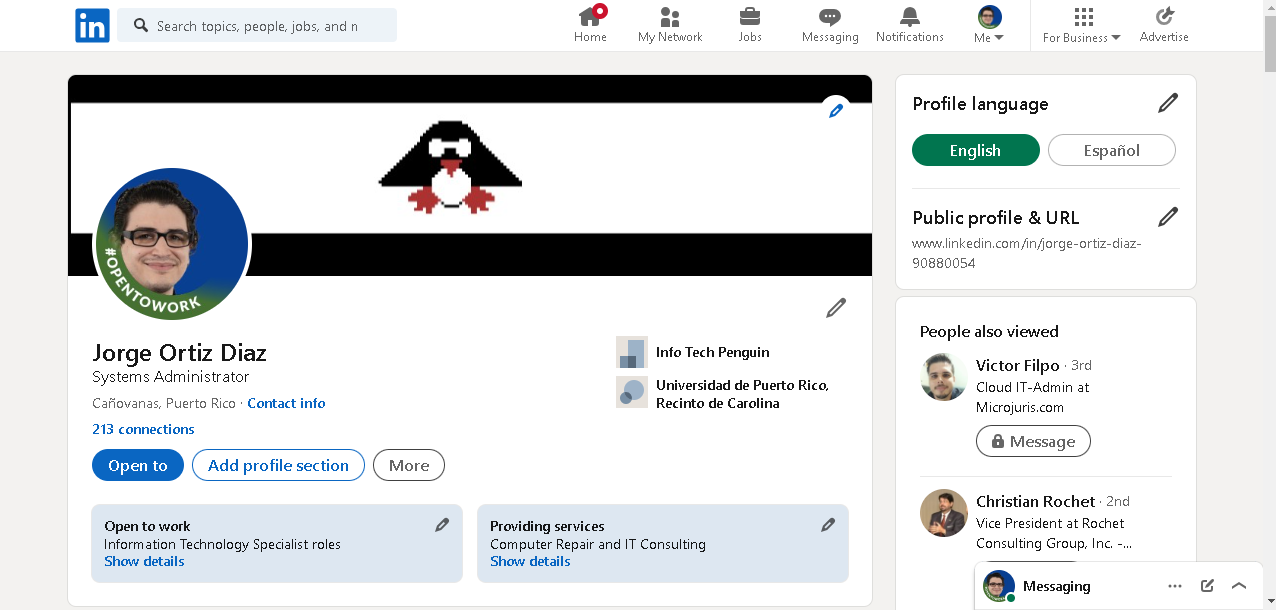 in
Search topics, people, jobs, and n
Home
My Network
Jobs
Messaging
Notifications
Me
For Business
Advertise
#OPENTOWORK
Jorge Ortiz Diaz
Systems Administrator
Cañovanas, Puerto Rico · Contact info
213 connections
Info Tech Penguin
Universidad de Puerto Rico,
Recinto de Carolina
Open to
Add profile section
More
Open to work
Information Technology Specialist roles
Show details
Providing services
Computer Repair and IT Consulting
Show details
Profile language
English
Español
Public profile & URL
www.linkedin.com/in/jorge-ortiz-diaz-
90880054
People also viewed
Victor Filpo · 3rd
Cloud IT-Admin at
Microjuris.com
Message
Christian Rochet · 2nd
Vice President at Rochet
Consulting Group, Inc. -...
Messaging